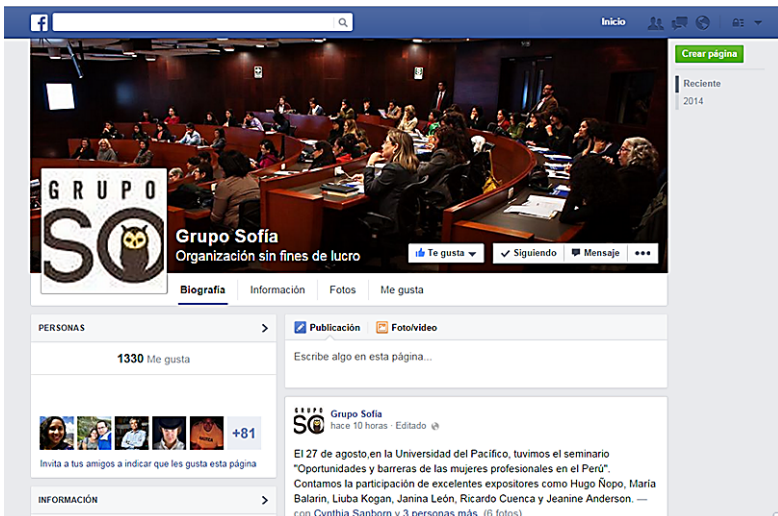 Inicio
Crear página
Reciente
2014
GRUPO
SO
Grupo Sofía
Organización sin fines de lucro
Te gusta
Siguiendo
Mensaje
Biografía Información Fotos Me gusta
PERSONAS
1330 Me gusta
+81
Invita a tus amigos a indicar que les gusta esta página
INFORMACIÓN
Publicación Foto/video
Escribe algo en esta página...
GRUPO
SO
Grupo Sofía
hace 10 horas · Editado
El 27 de agosto,en la Universidad del Pacífico, tuvimos el seminario
"Oportunidades y barreras de las mujeres profesionales en el Perú".
Contamos la participación de excelentes expositores como Hugo Ñopo, María
Balarin, Liuba Kogan, Janina León, Ricardo Cuenca y Jeanine Anderson. —
con Cynthia Sanborn y 3 personas más. (6 fotos)